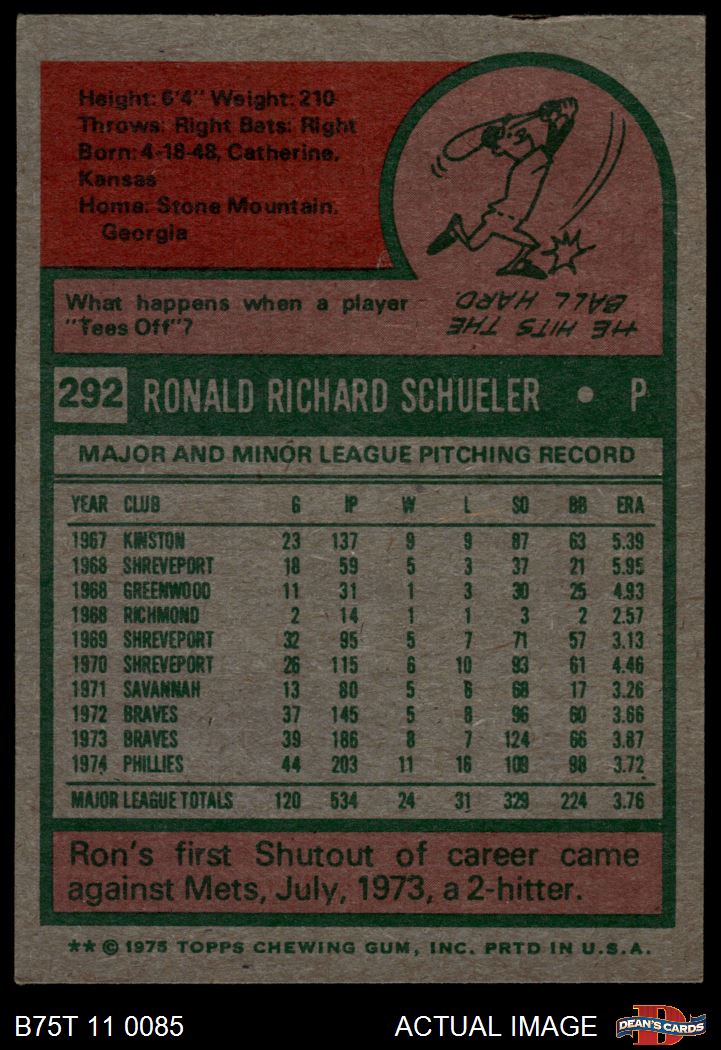 Height: 6'4" Weight: 210
Throws: Right Bats: Right
Born: 4-18-48, Catherine,
Kansas
Home: Stone Mountain,
Georgia
What happens when a player
"Tees Off"?
HE HITS THE
BALL HARD.
292 RONALD RICHARD SCHUELER • P
MAJOR AND MINOR LEAGUE PITCHING RECORD
YEAR CLUB G IP W L SO BB ERA
1967 KINSTON 23 137 9 9 87 63 5.39
1968 SHREVEPORT 18 59 5 3 37 21 5.95
1968 GREENWOOD 11 31 1 3 30 25 4.93
1968 RICHMOND 2 14 1 1 3 2 2.57
1969 SHREVEPORT 32 95 5 7 71 57 3.13
1970 SHREVEPORT 26 115 6 10 93 61 4.46
1971 SAVANNAH 13 80 5 6 68 17 3.26
1972 BRAVES 37 145 5 8 96 60 3.66
1973 BRAVES 39 186 8 7 124 66 3.87
1974 PHILLIES 44 203 11 16 109 98 3.72
MAJOR LEAGUE TOTALS 120 534 24 31 329 224 3.76
Ron's first Shutout of career came
against Mets, July, 1973, a 2-hitter.
** © 1975 TOPPS CHEWING GUM, INC. PRTD IN U.S.A.
B75T 11 0085 ACTUAL IMAGE
DEAN'S CARDS